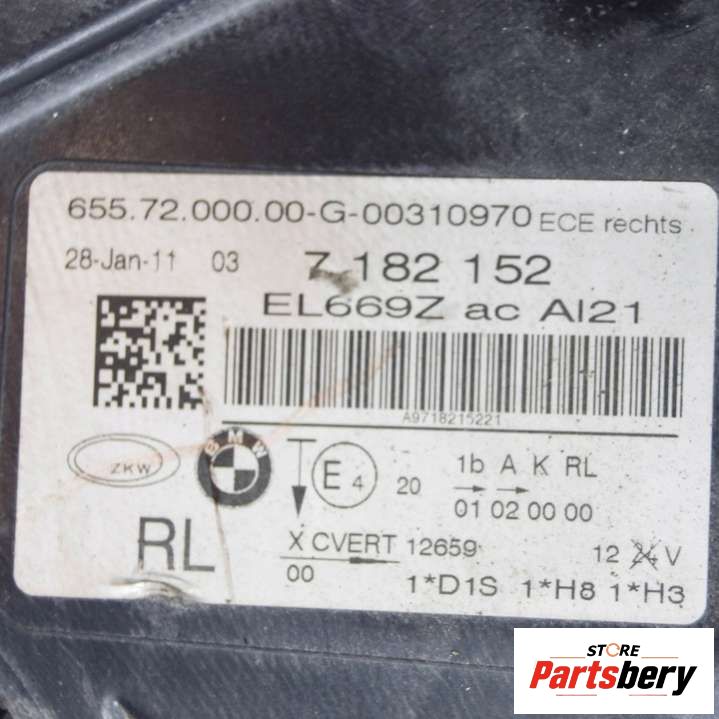 655.72.000.00-G-00310970 ECE rechts
28-Jan-11 03 7 182 152
EL669Z ac AI21
A9718215221
ZKW
BMW
E4 20
1b A K RL
01 02 00 00
RL
X CVERT 12659
00
12 24 V
1*D1S 1*H8 1*H3
STORE
Partsbery